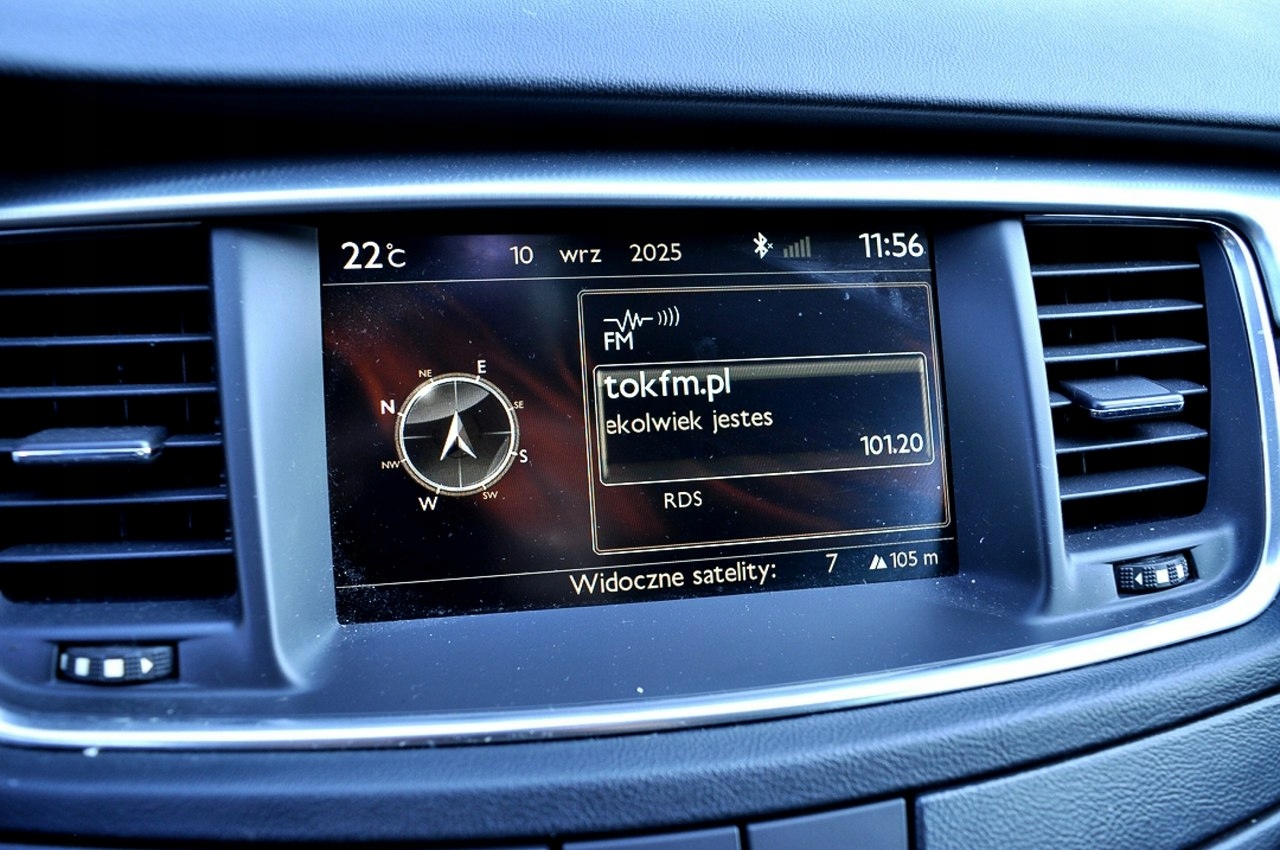 22°C 10 wrz 2025 11:56
FM
tokfm.pl
ekolwiek jestes
101.20
RDS
NE E
N SE
NW S
W SW
Widoczne satelity: 7 105 m